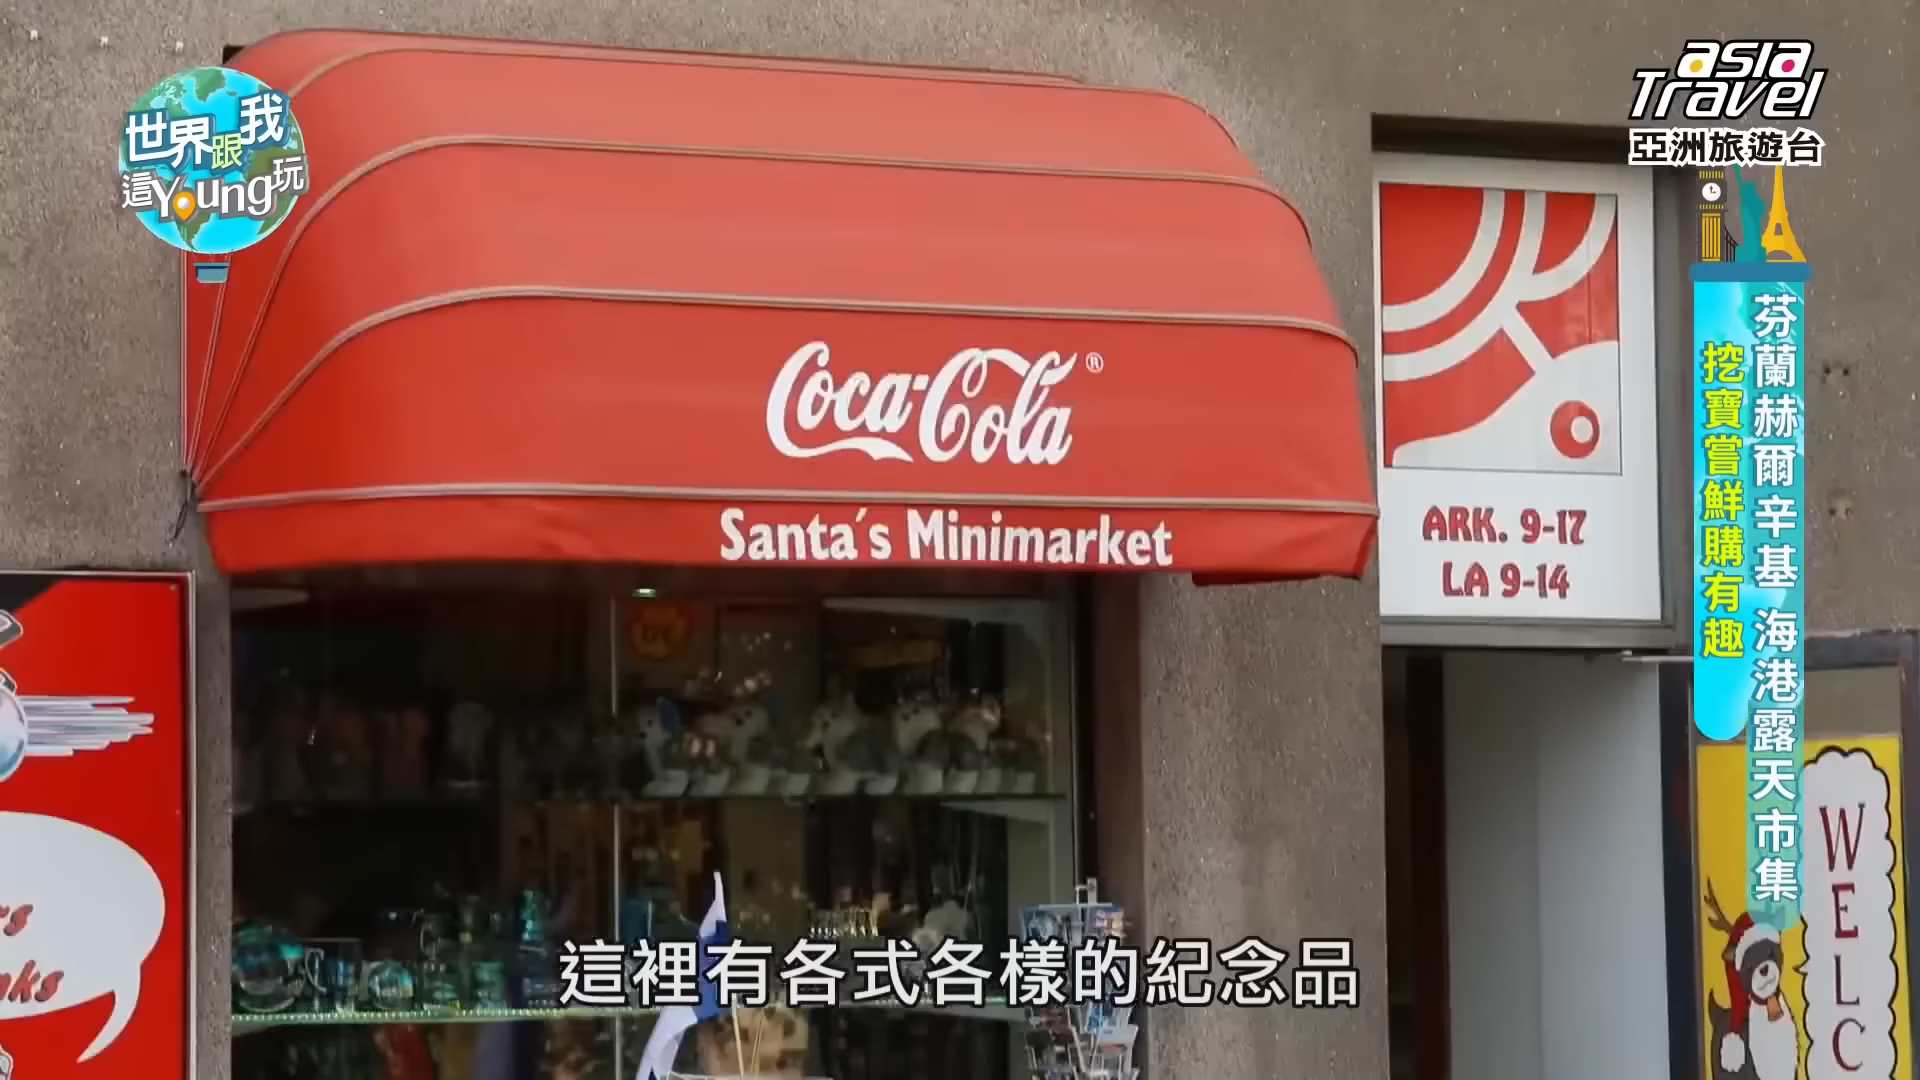 世界跟我
這Young玩
asia
Travel
亞洲旅遊台
芬蘭赫爾辛基 海港露天市集
挖寶嘗鮮購有趣
Coca-Cola®
Santa´s Minimarket
ARK. 9-17
LA 9-14
WELC
這裡有各式各樣的紀念品